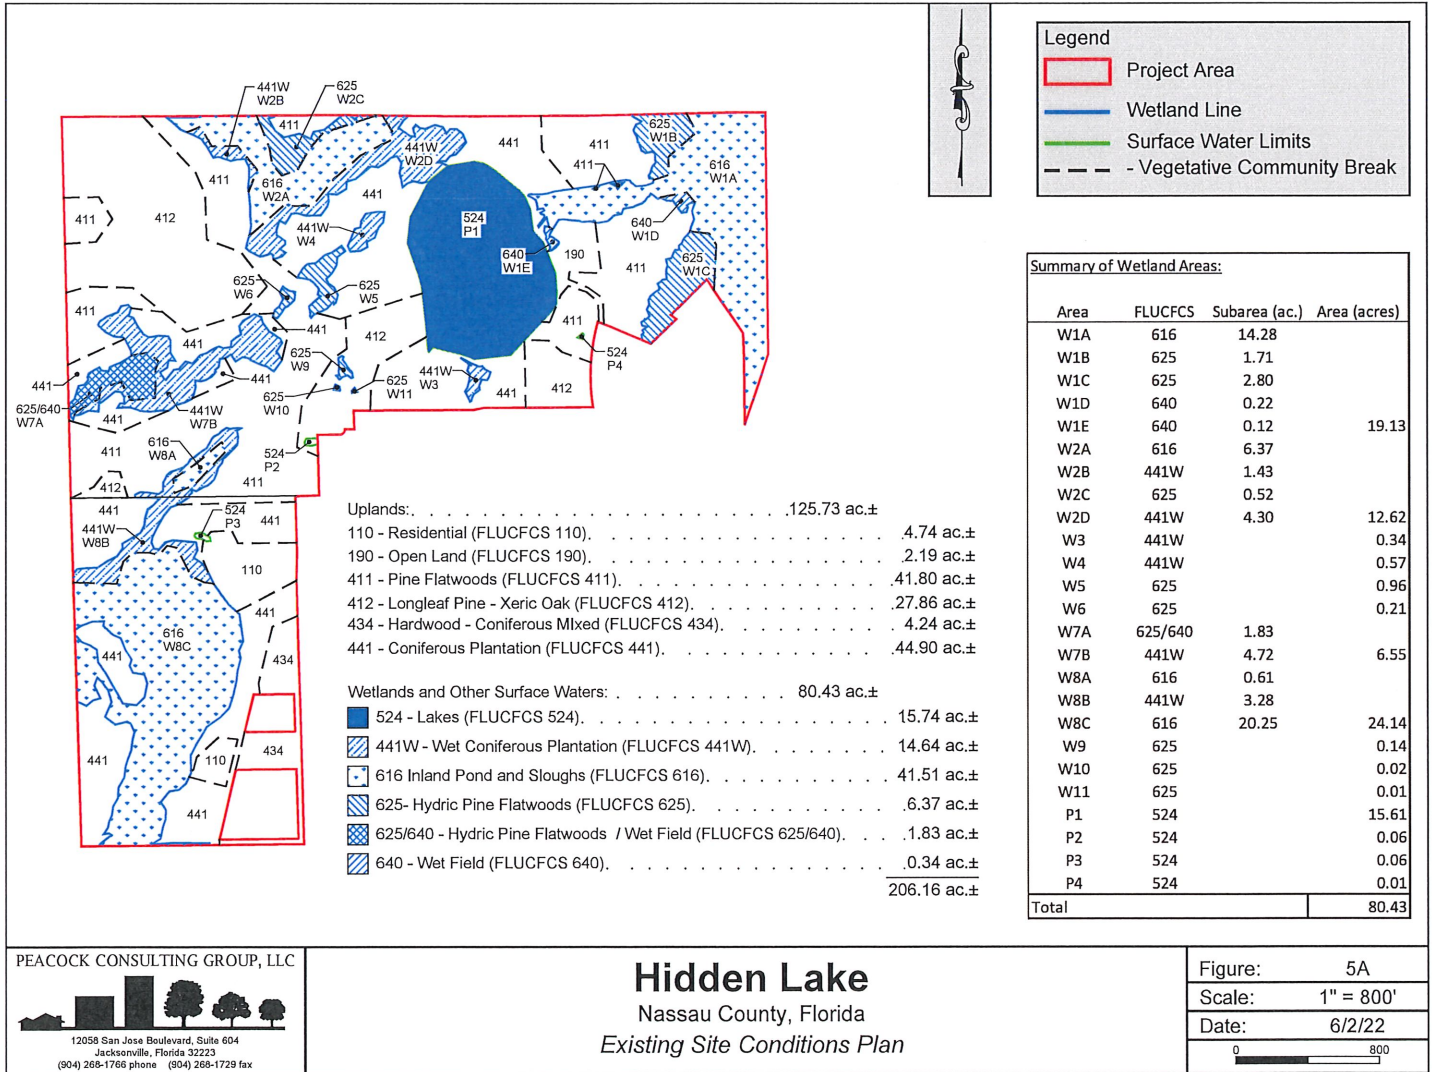 Legend
Project Area
Wetland Line
Surface Water Limits
- Vegetative Community Break
441W
W2B
625
W2C
411
441W
W2D
441
411
625
W1B
411
616
W1A
411
616
W2A
441
411
412
441W
W4
524
P1
640
W1D
640
W1E
190
411
625
W1C
625
W6
625
W5
411
441
441
412
411
625
W9
524
P4
441
441
441W
W3
625
W10
625
W11
441
412
625/640
W7A
441
441W
W7B
616
W8A
411
524
P2
412
411
441
524
P3
441
441W
W8B
110
441
616
W8C
441
434
434
441
110
441
Uplands: 125.73 ac.±
110 - Residential (FLUCFCS 110). 4.74 ac.±
190 - Open Land (FLUCFCS 190). 2.19 ac.±
411 - Pine Flatwoods (FLUCFCS 411). 41.80 ac.±
412 - Longleaf Pine - Xeric Oak (FLUCFCS 412). 27.86 ac.±
434 - Hardwood - Coniferous MIxed (FLUCFCS 434). 4.24 ac.±
441 - Coniferous Plantation (FLUCFCS 441). 44.90 ac.±
Wetlands and Other Surface Waters: 80.43 ac.±
524 - Lakes (FLUCFCS 524). 15.74 ac.±
441W - Wet Coniferous Plantation (FLUCFCS 441W). 14.64 ac.±
616 Inland Pond and Sloughs (FLUCFCS 616). 41.51 ac.±
625- Hydric Pine Flatwoods (FLUCFCS 625). 6.37 ac.±
625/640 - Hydric Pine Flatwoods / Wet Field (FLUCFCS 625/640). 1.83 ac.±
640 - Wet Field (FLUCFCS 640). 0.34 ac.±
206.16 ac.±
Summary of Wetland Areas:
Area FLUCFCS Subarea (ac.) Area (acres)
W1A 616 14.28
W1B 625 1.71
W1C 625 2.80
W1D 640 0.22
W1E 640 0.12 19.13
W2A 616 6.37
W2B 441W 1.43
W2C 625 0.52
W2D 441W 4.30 12.62
W3 441W 0.34
W4 441W 0.57
W5 625 0.96
W6 625 0.21
W7A 625/640 1.83
W7B 441W 4.72 6.55
W8A 616 0.61
W8B 441W 3.28
W8C 616 20.25 24.14
W9 625 0.14
W10 625 0.02
W11 625 0.01
P1 524 15.61
P2 524 0.06
P3 524 0.06
P4 524 0.01
Total 80.43
PEACOCK CONSULTING GROUP, LLC
12058 San Jose Boulevard, Suite 604
Jacksonville, Florida 32223
(904) 268-1766 phone (904) 268-1729 fax
Hidden Lake
Nassau County, Florida
Existing Site Conditions Plan
Figure: 5A
Scale: 1" = 800'
Date: 6/2/22
0 800